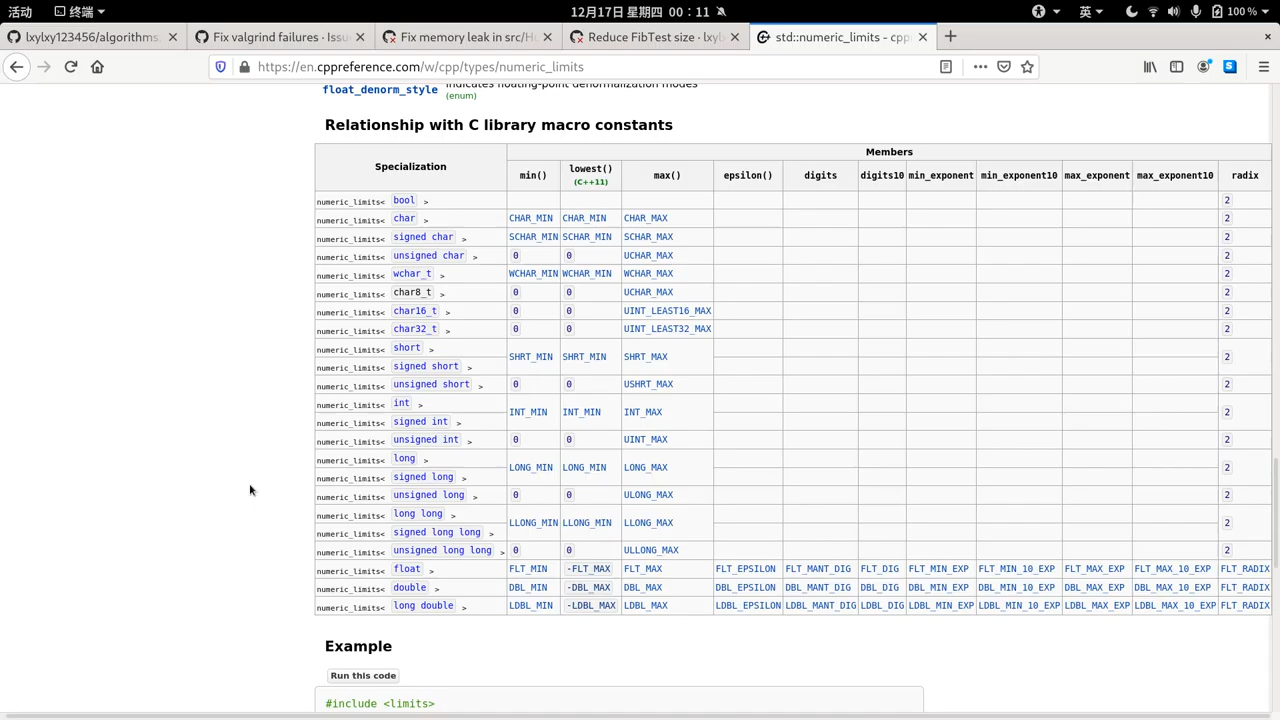 活动 终端 12月17日 星期四 00：11 英 100 %
lxylxy123456/algorithms. Fix valgrind failures · Issu Fix memory leak in src/Hu Reduce FibTest size · lxyl std::numeric_limits - cppr
https://en.cppreference.com/w/cpp/types/numeric_limits
float_denorm_style indicates floating-point denormalization modes
(enum)
Relationship with C library macro constants
Specialization Members
min() lowest() max() epsilon() digits digits10 min_exponent min_exponent10 max_exponent max_exponent10 radix
(C++11)
numeric_limits< bool > 2
numeric_limits< char > CHAR_MIN CHAR_MIN CHAR_MAX 2
numeric_limits< signed char > SCHAR_MIN SCHAR_MIN SCHAR_MAX 2
numeric_limits< unsigned char > 0 0 UCHAR_MAX 2
numeric_limits< wchar_t > WCHAR_MIN WCHAR_MIN WCHAR_MAX 2
numeric_limits< char8_t > 0 0 UCHAR_MAX 2
numeric_limits< char16_t > 0 0 UINT_LEAST16_MAX 2
numeric_limits< char32_t > 0 0 UINT_LEAST32_MAX 2
numeric_limits< short >
SHRT_MIN SHRT_MIN SHRT_MAX 2
numeric_limits< signed short >
numeric_limits< unsigned short > 0 0 USHRT_MAX 2
numeric_limits< int >
INT_MIN INT_MIN INT_MAX 2
numeric_limits< signed int >
numeric_limits< unsigned int > 0 0 UINT_MAX 2
numeric_limits< long >
LONG_MIN LONG_MIN LONG_MAX 2
numeric_limits< signed long >
numeric_limits< unsigned long > 0 0 ULONG_MAX 2
numeric_limits< long long >
LLONG_MIN LLONG_MIN LLONG_MAX 2
numeric_limits< signed long long >
numeric_limits< unsigned long long > 0 0 ULLONG_MAX 2
numeric_limits< float > FLT_MIN -FLT_MAX FLT_MAX FLT_EPSILON FLT_MANT_DIG FLT_DIG FLT_MIN_EXP FLT_MIN_10_EXP FLT_MAX_EXP FLT_MAX_10_EXP FLT_RADIX
numeric_limits< double > DBL_MIN -DBL_MAX DBL_MAX DBL_EPSILON DBL_MANT_DIG DBL_DIG DBL_MIN_EXP DBL_MIN_10_EXP DBL_MAX_EXP DBL_MAX_10_EXP FLT_RADIX
numeric_limits< long double > LDBL_MIN -LDBL_MAX LDBL_MAX LDBL_EPSILON LDBL_MANT_DIG LDBL_DIG LDBL_MIN_EXP LDBL_MIN_10_EXP LDBL_MAX_EXP LDBL_MAX_10_EXP FLT_RADIX
Example
Run this code
#include <limits>